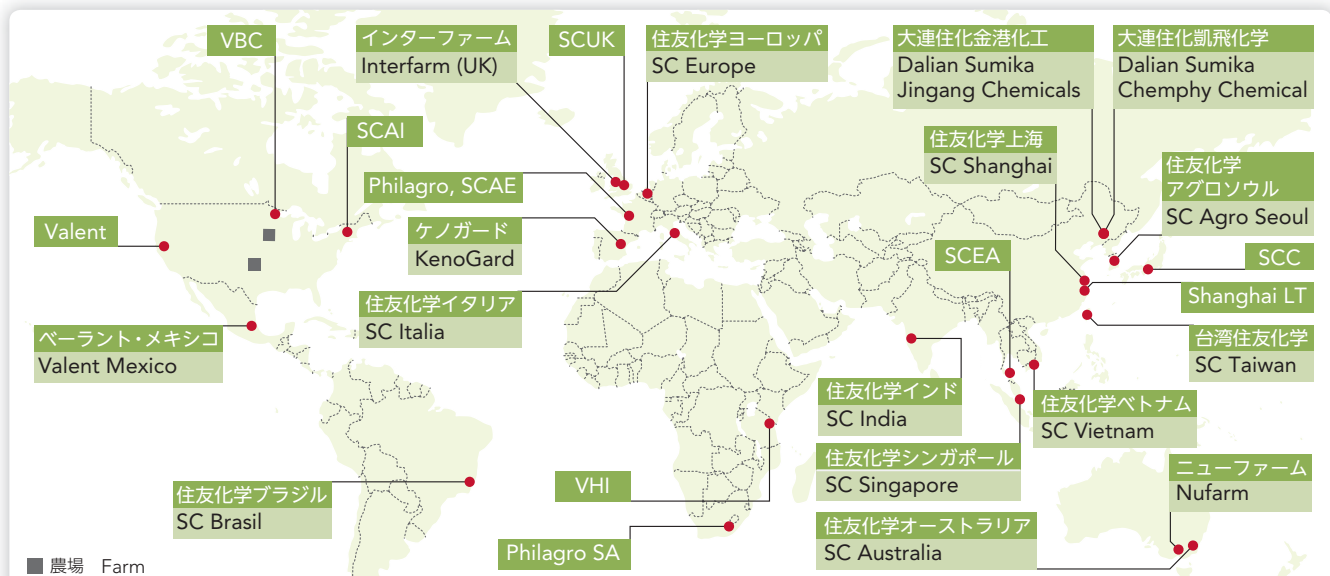 VBC
インターファーム
Interfarm (UK)
SCUK
住友化学ヨーロッパ
SC Europe
大連住化金港化工
Dalian Sumika
Jingang Chemicals
大連住化凱飛化学
Dalian Sumika
Chemphy Chemical
SCAI
住友化学上海
SC Shanghai
住友化学
アグロソウル
SC Agro Seoul
Philagro, SCAE
Valent
ケノガード
KenoGard
SCEA
SCC
Shanghai LT
住友化学イタリア
SC Italia
ベーラント・メキシコ
Valent Mexico
台湾住友化学
SC Taiwan
住友化学インド
SC India
住友化学ベトナム
SC Vietnam
住友化学シンガポール
SC Singapore
ニューファーム
Nufarm
住友化学ブラジル
SC Brasil
VHI
住友化学オーストラリア
SC Australia
Philagro SA
農場 Farm